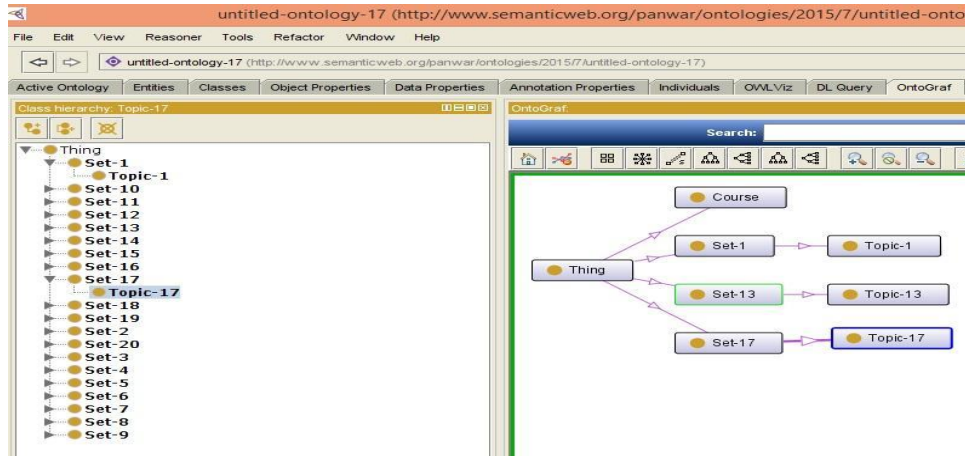 untitled-ontology-17 (http://www.semanticweb.org/panwar/ontologies/2015/7/untitled-onto
File Edit View Reasoner Tools Refactor Window Help
untitled-ontology-17 (http://www.semanticweb.org/panwar/ontologies/2015/7/untitled-ontology-17)
Active Ontology Entities Classes Object Properties Data Properties Annotation Properties Individuals OWLViz DL Query OntoGraf
Class hierarchy: Topic-17
Thing
Set-1
Topic-1
Set-10
Set-11
Set-12
Set-13
Set-14
Set-15
Set-16
Set-17
Topic-17
Set-18
Set-19
Set-2
Set-20
Set-3
Set-4
Set-5
Set-6
Set-7
Set-8
Set-9
OntoGraf:
Search:
Course
Set-1 Topic-1
Thing
Set-13 Topic-13
Set-17 Topic-17